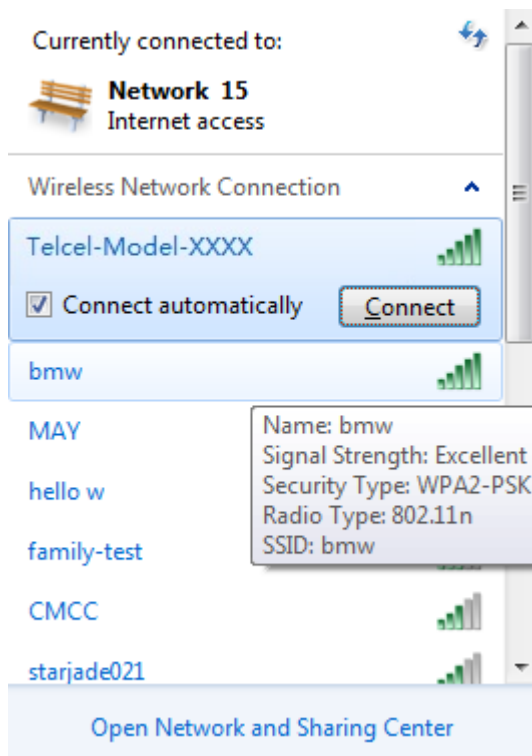 Currently connected to:
Network 15
Internet access
Wireless Network Connection
Telcel-Model-XXXX
Connect automatically
Connect
bmw
MAY
Name: bmw
Signal Strength: Excellent
hello w
Security Type: WPA2-PSK
Radio Type: 802.11n
family-test
SSID: bmw
CMCC
starjade021
Open Network and Sharing Center